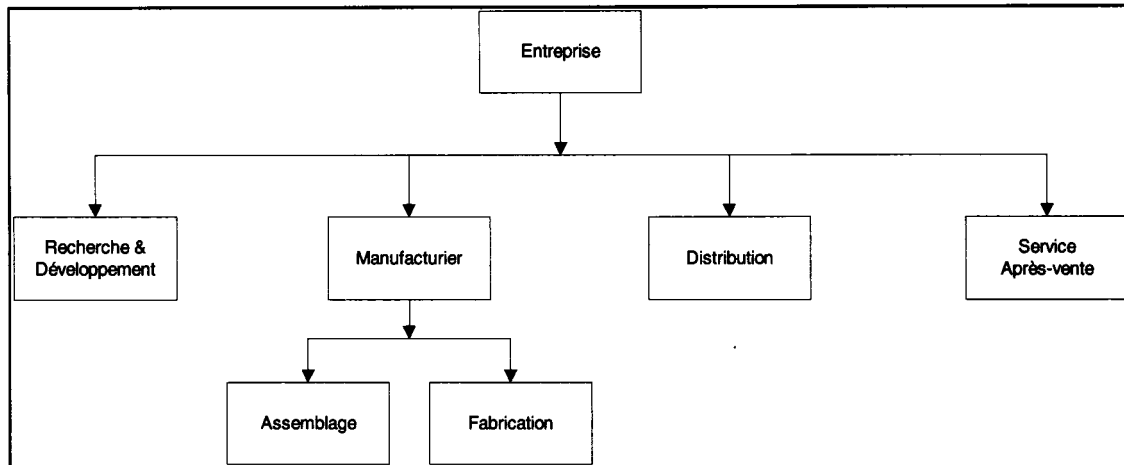 Entreprise
Recherche &
Développement
Manufacturier
Distribution
Service
Après-vente
Assemblage
Fabrication